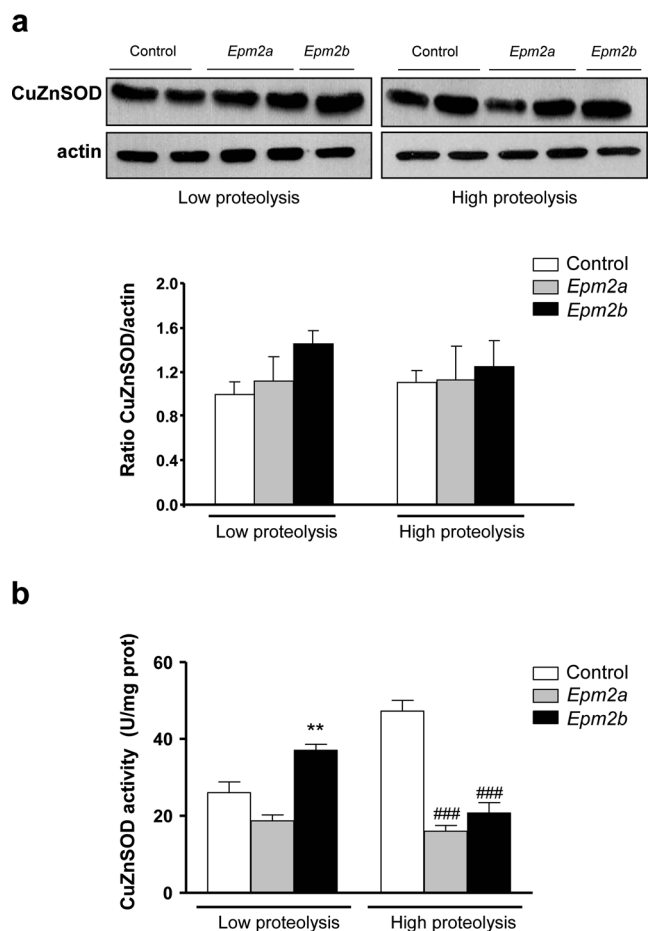 a
Control Epm2a Epm2b Control Epm2a Epm2b
CuZnSOD
actin
Low proteolysis High proteolysis
Control
Epm2a
Epm2b
Ratio CuZnSOD/actin
2.0
1.6
1.2
0.8
0.4
0.0
Low proteolysis High proteolysis
b
Control
Epm2a
Epm2b
CuZnSOD activity (U/mg prot)
60
40
20
0
**
###
###
Low proteolysis High proteolysis